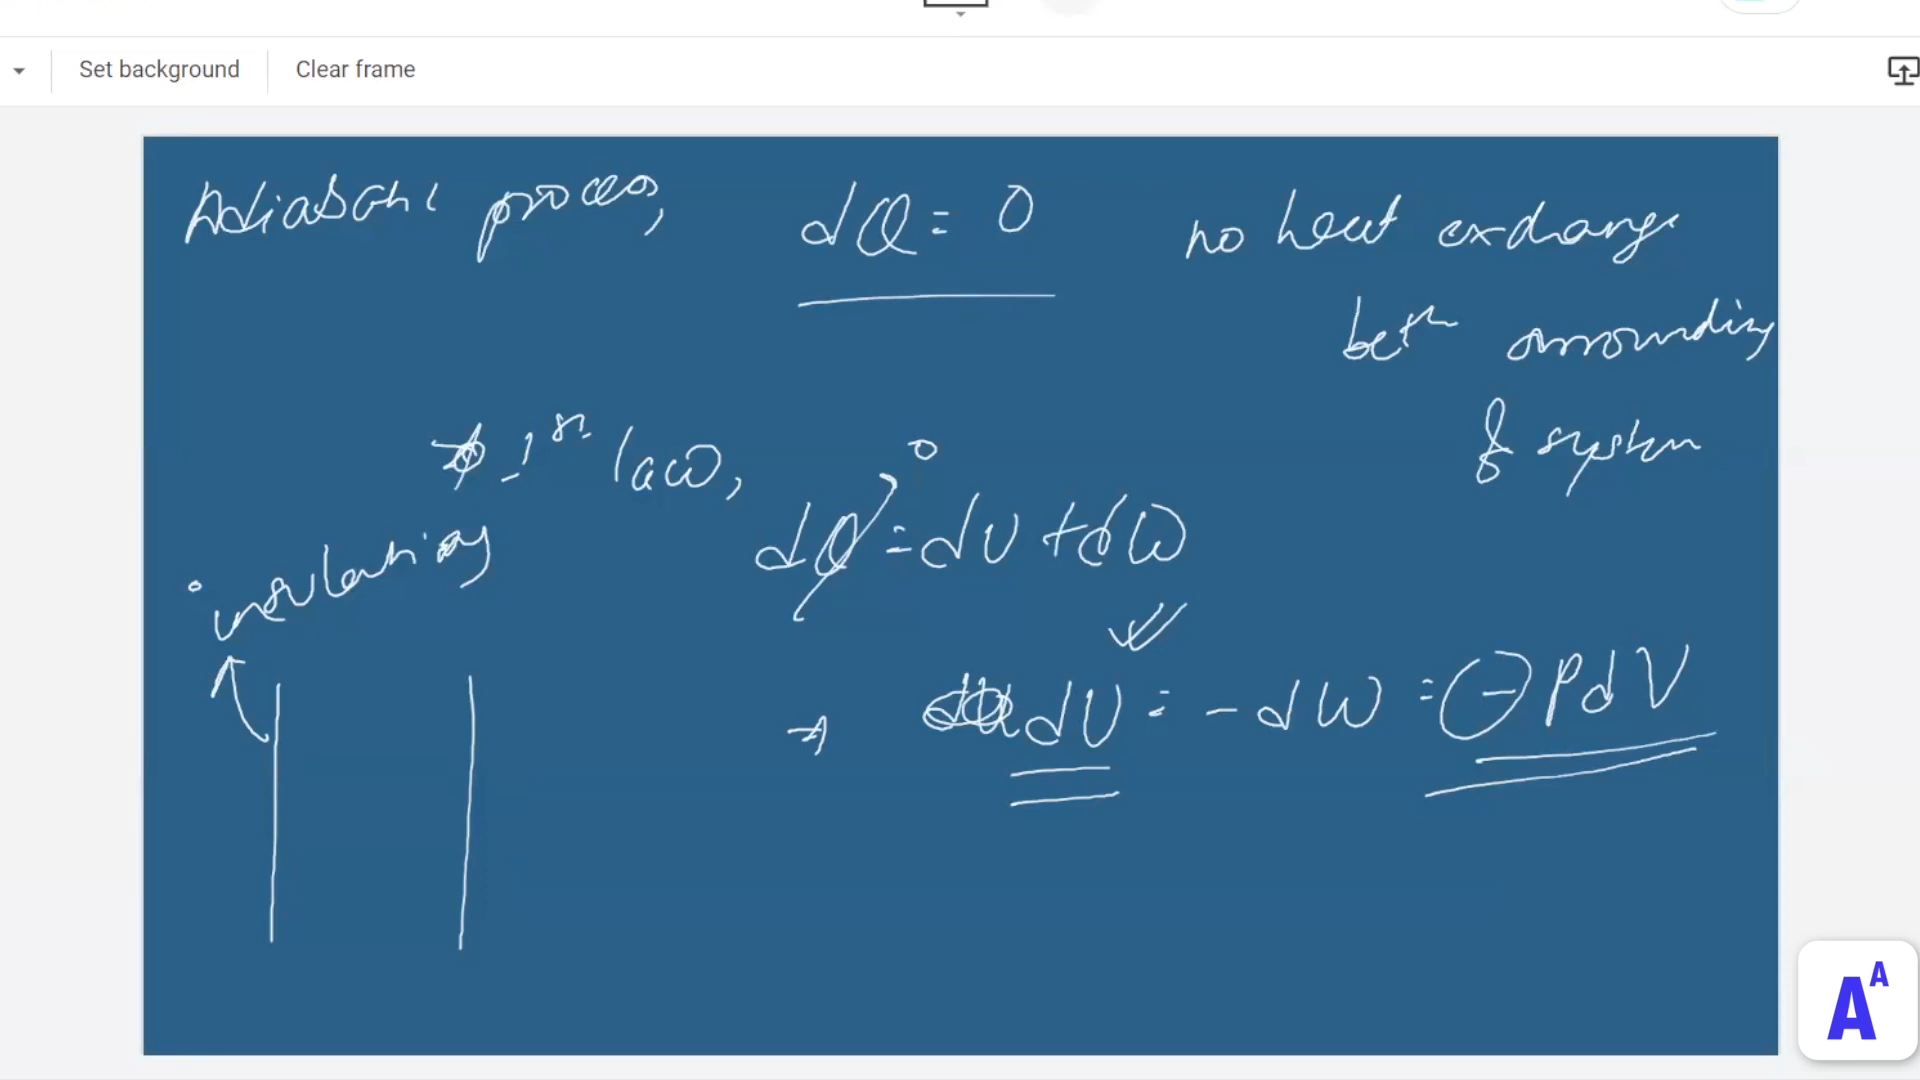 Set background
Clear frame
Adiabatic process,
dQ = 0
no heat exchange
betn surrounding
& system
1st law,
0
dQ = dU + dW
insulating
⇒ dU = - dW = - PdV
A A